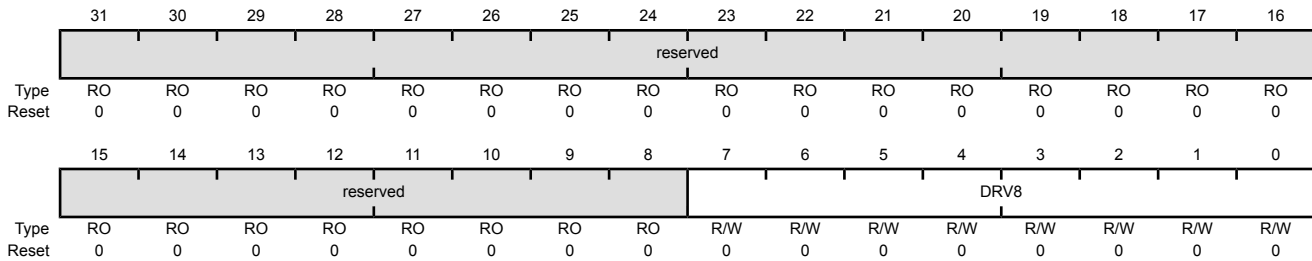 31 30 29 28 27 26 25 24 23 22 21 20 19 18 17 16
reserved
Type RO RO RO RO RO RO RO RO RO RO RO RO RO RO RO RO
Reset 0 0 0 0 0 0 0 0 0 0 0 0 0 0 0 0
15 14 13 12 11 10 9 8 7 6 5 4 3 2 1 0
reserved DRV8
Type RO RO RO RO RO RO RO RO R/W R/W R/W R/W R/W R/W R/W R/W
Reset 0 0 0 0 0 0 0 0 0 0 0 0 0 0 0 0